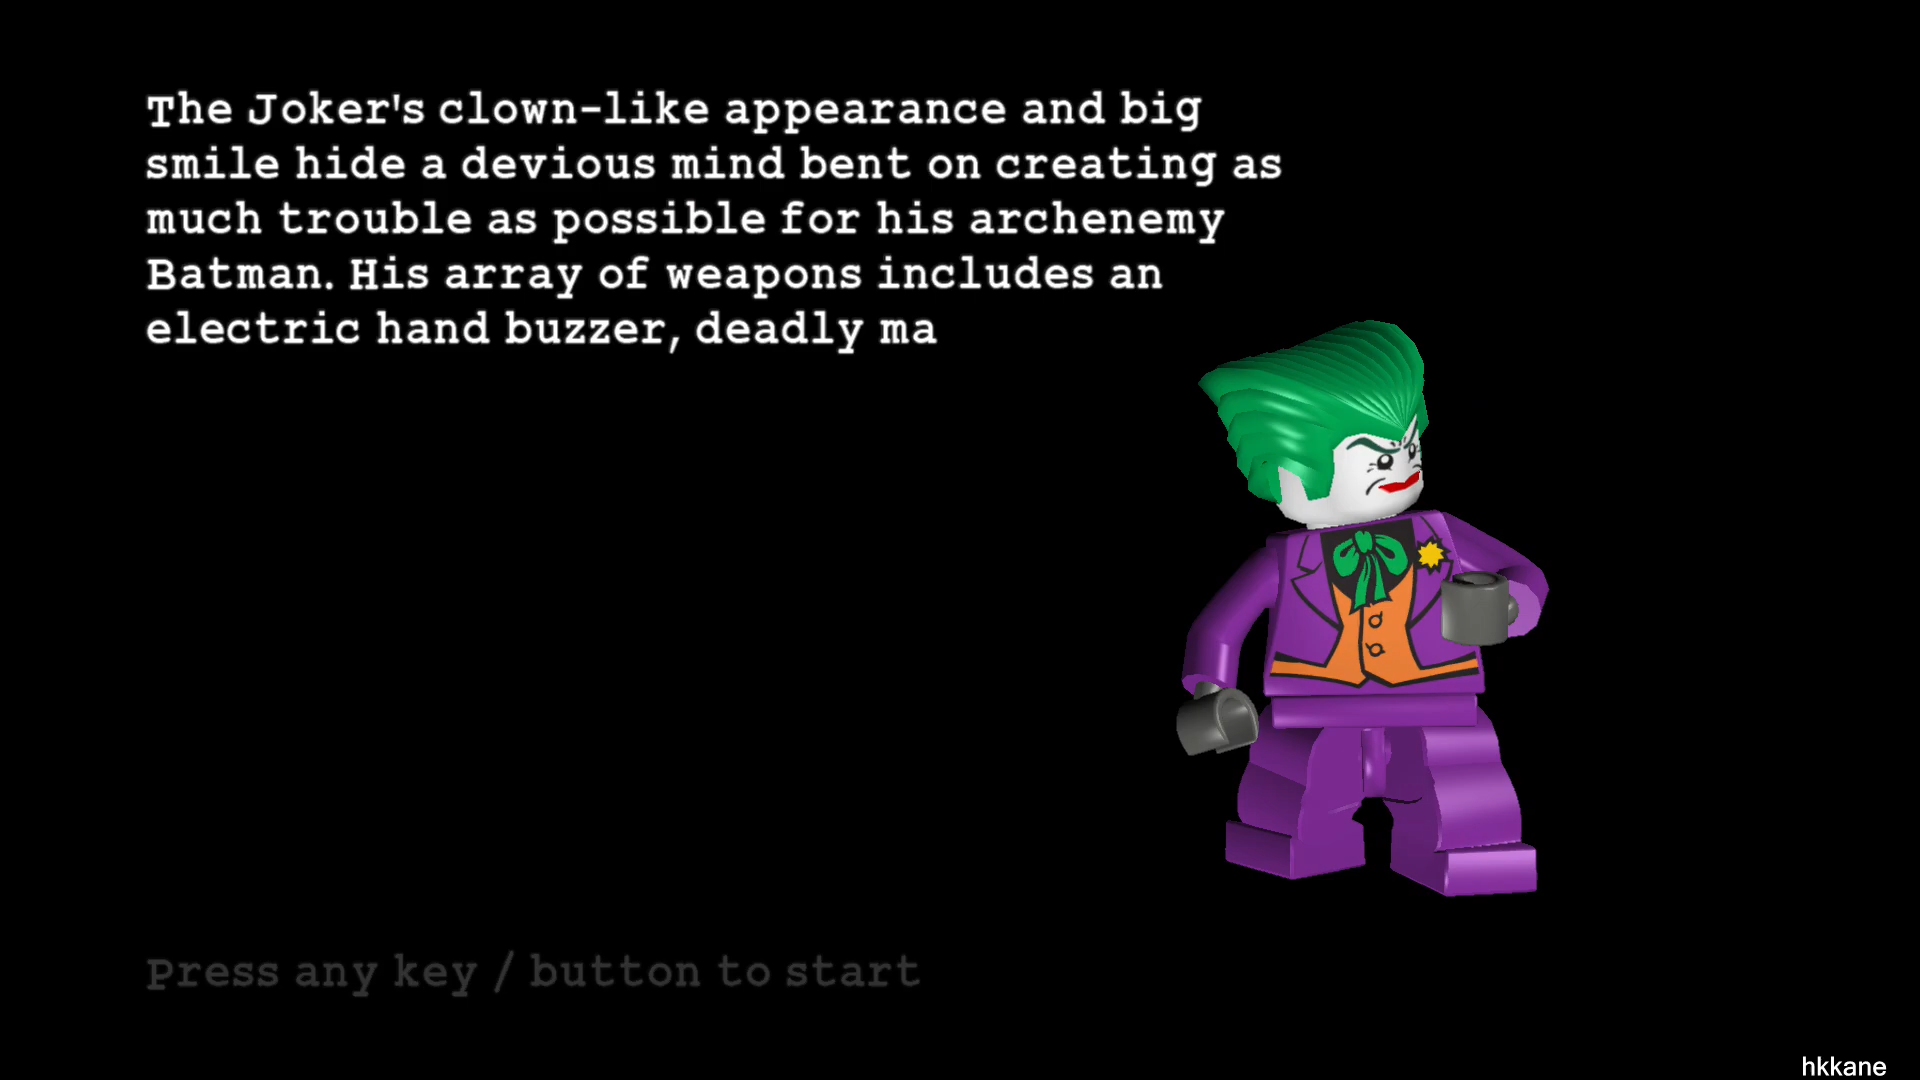 The Joker's clown-like appearance and big
smile hide a devious mind bent on creating as
much trouble as possible for his archenemy
Batman. His array of weapons includes an
electric hand buzzer, deadly ma
Press any key / button to start
hkkane